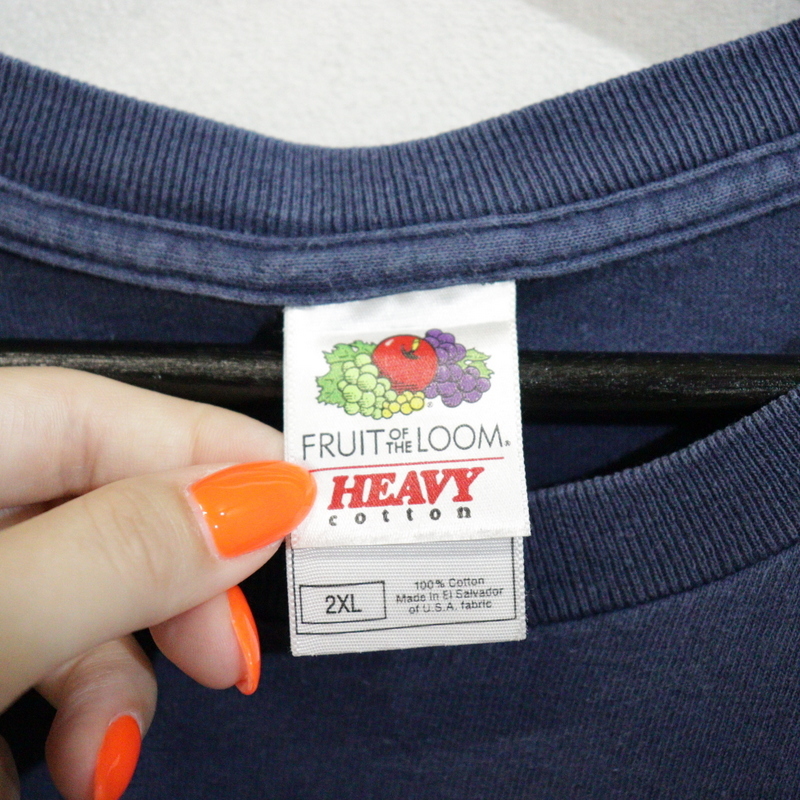 FRUIT OF THE LOOM®
HEAVY
cotton
2XL
100% Cotton
Made in El Salvador
of U.S.A. fabric